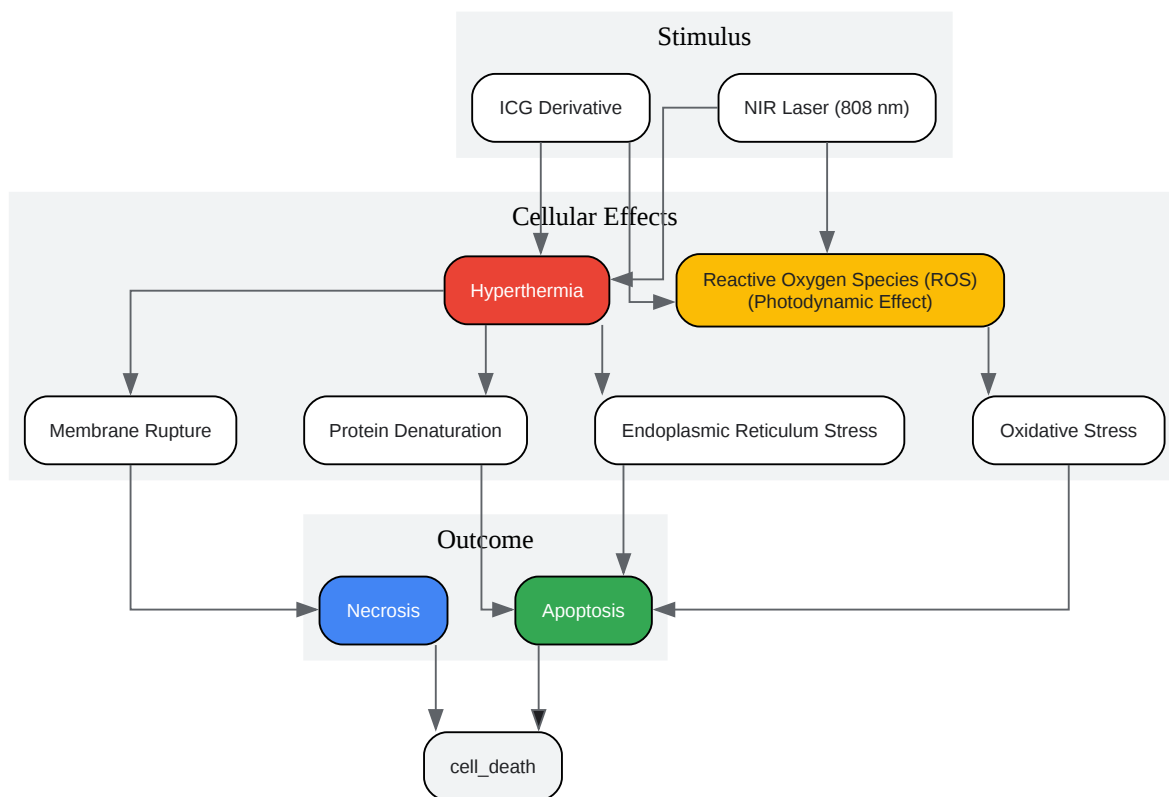 Stimulus
ICG Derivative
NIR Laser (808 nm)
Cellular Effects
Hyperthermia
Reactive Oxygen Species (ROS)
(Photodynamic Effect)
Membrane Rupture
Protein Denaturation
Endoplasmic Reticulum Stress
Oxidative Stress
Outcome
Necrosis
Apoptosis
cell_death